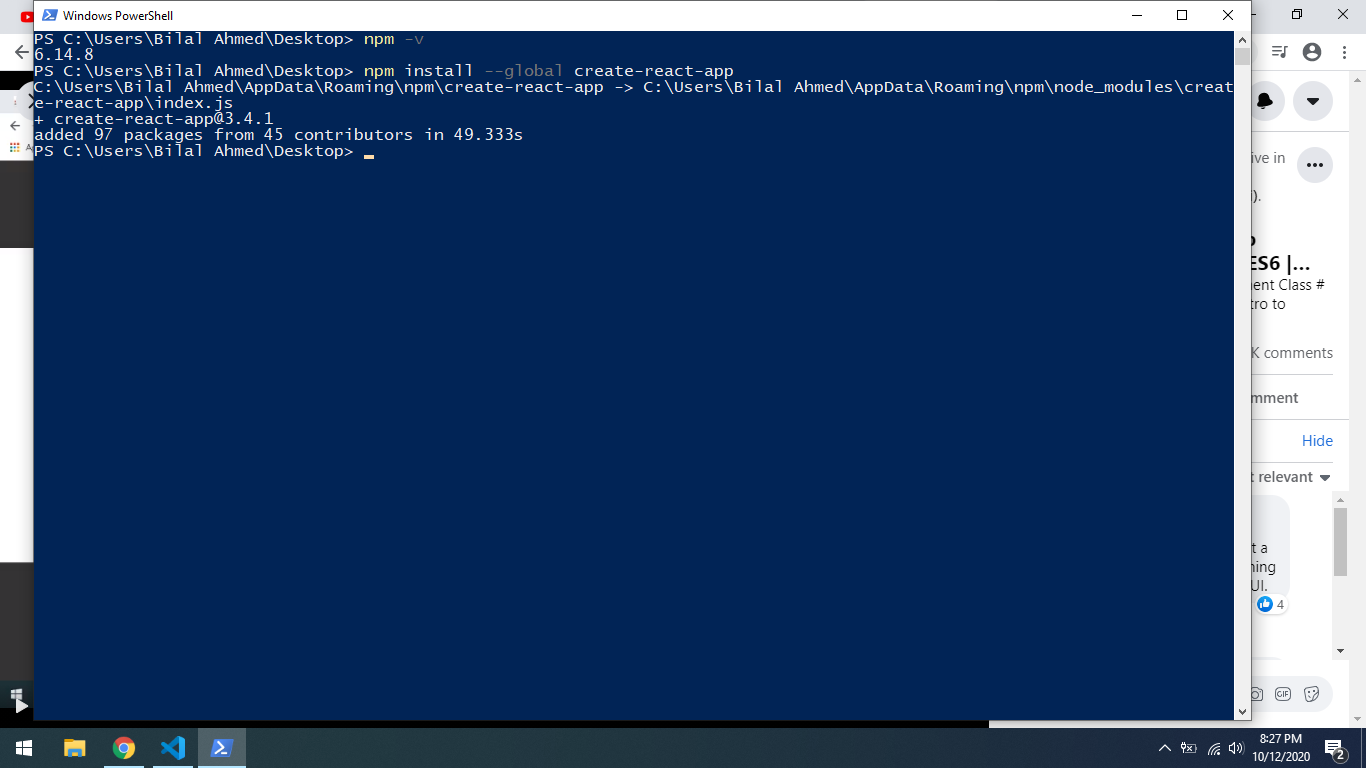 Windows PowerShell
PS C:\Users\Bilal Ahmed\Desktop> npm -v
6.14.8
PS C:\Users\Bilal Ahmed\Desktop> npm install --global create-react-app
C:\Users\Bilal Ahmed\AppData\Roaming\npm\create-react-app -> C:\Users\Bilal Ahmed\AppData\Roaming\npm\node_modules\creat
e-react-app\index.js
+ create-react-app@3.4.1
added 97 packages from 45 contributors in 49.333s
PS C:\Users\Bilal Ahmed\Desktop>
ive in
).
ES6 |...
ent Class #
tro to
K comments
mment
Hide
t relevant
t a
ning
UI.
4
GIF
8:27 PM
10/12/2020
2